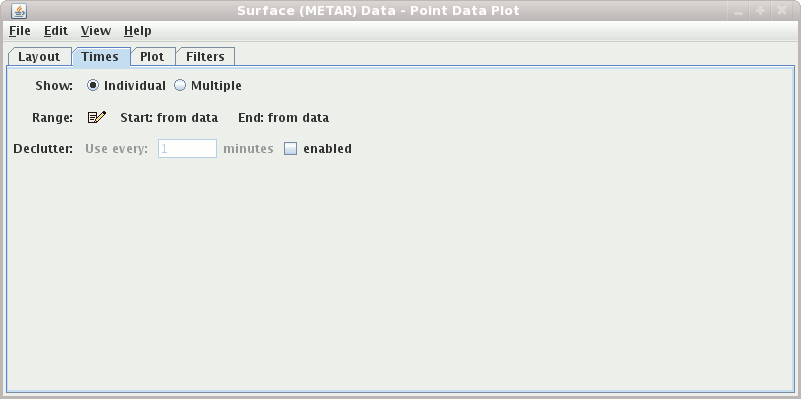 Surface (METAR) Data - Point Data Plot
File Edit View Help
Layout Times Plot Filters
Show: Individual Multiple
Range: Start: from data End: from data
Declutter: Use every: 1 minutes enabled